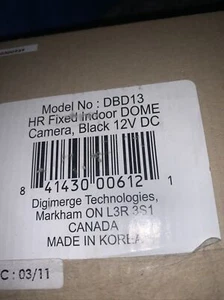 Model No : DBD13
HR Fixed Indoor DOME
Camera, Black 12V DC
8 41430 00612 1
Digimerge Technologies,
Markham ON L3R 3S1
CANADA
MADE IN KOREA
C : 03/11